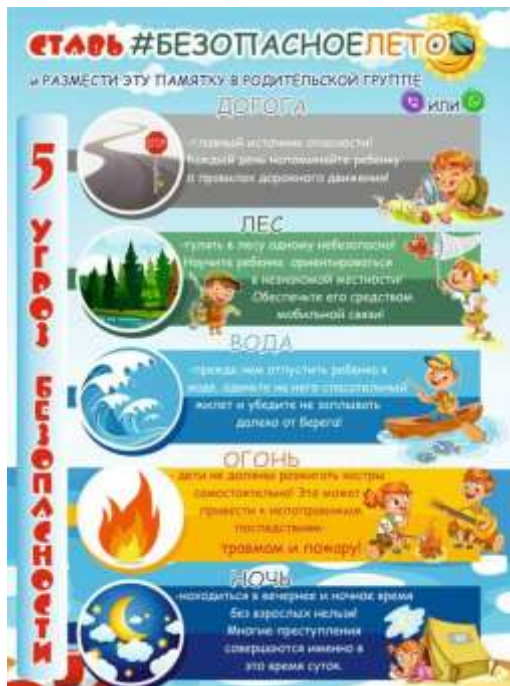 СТАВЬ #БЕЗОПАСНОЕЛЕТО
и РАЗМЕСТИ ЭТУ ПАМЯТКУ В РОДИТЕЛЬСКОЙ ГРУППЕ
ИЛИ
5 УГРОЗ БЕЗОПАСНОСТИ
ДОРОГА
STOP
-главный источник опасности!
Каждый день напоминайте ребенку
о правилах дорожного движения!
ЛЕС
-гулять в лесу одному небезопасно!
Научите ребенка ориентироваться
в незнакомой местности!
Обеспечьте его средством
мобильной связи!
ВОДА
-прежде чем отпустить ребенка к
воде, оденьте на него спасательный
жилет и убедите не заплывать
далеко от берега!
ОГОНЬ
- дети не должны разжигать костры
самостоятельно! Это может
привести к непоправимым
последствиям-
травмам и пожару!
НОЧЬ
-находиться в вечернее и ночное время
без взрослых нельзя!
Многие преступления
совершаются именно в
это время суток.